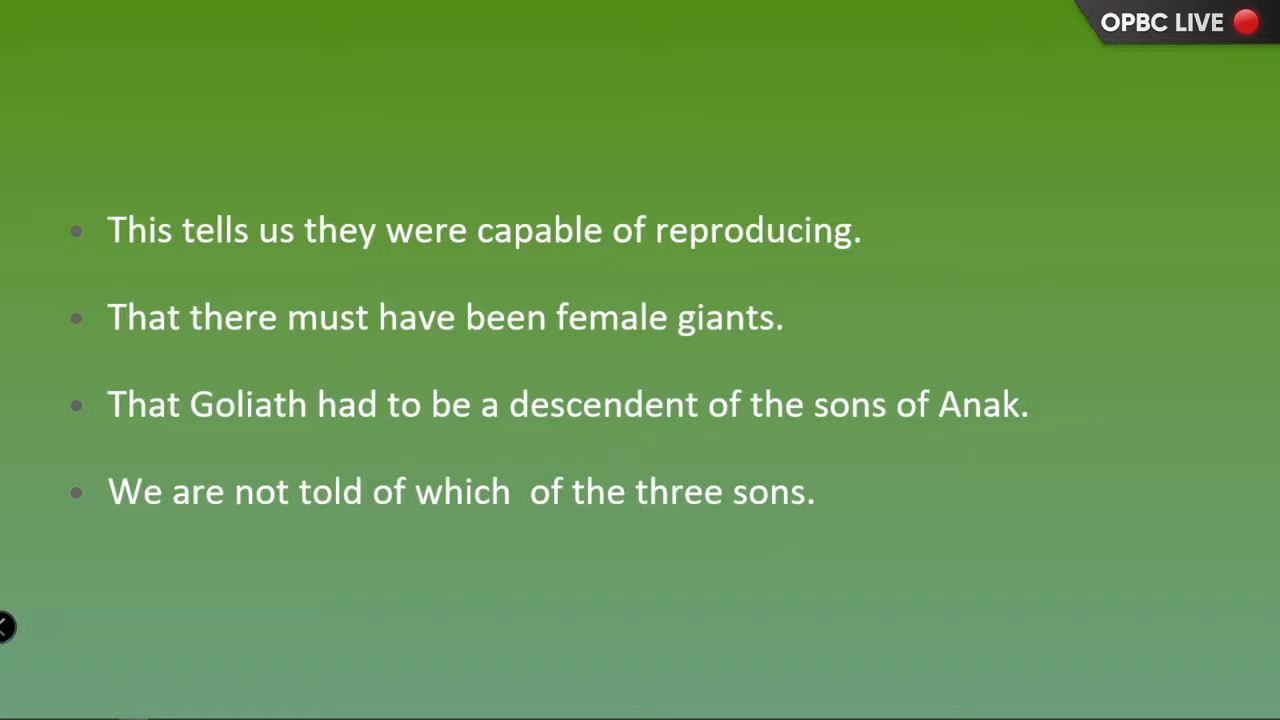 OPBC LIVE
• This tells us they were capable of reproducing.
• That there must have been female giants.
• That Goliath had to be a descendent of the sons of Anak.
• We are not told of which  of the three sons.